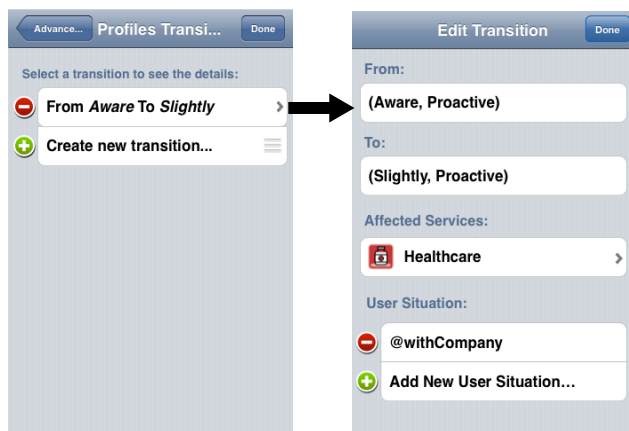 Advance...
Profiles Transi...
Done
Select a transition to see the details:
From Aware To Slightly
Create new transition...
Edit Transition
Done
From:
(Aware, Proactive)
To:
(Slightly, Proactive)
Affected Services:
Healthcare
User Situation:
@withCompany
Add New User Situation...